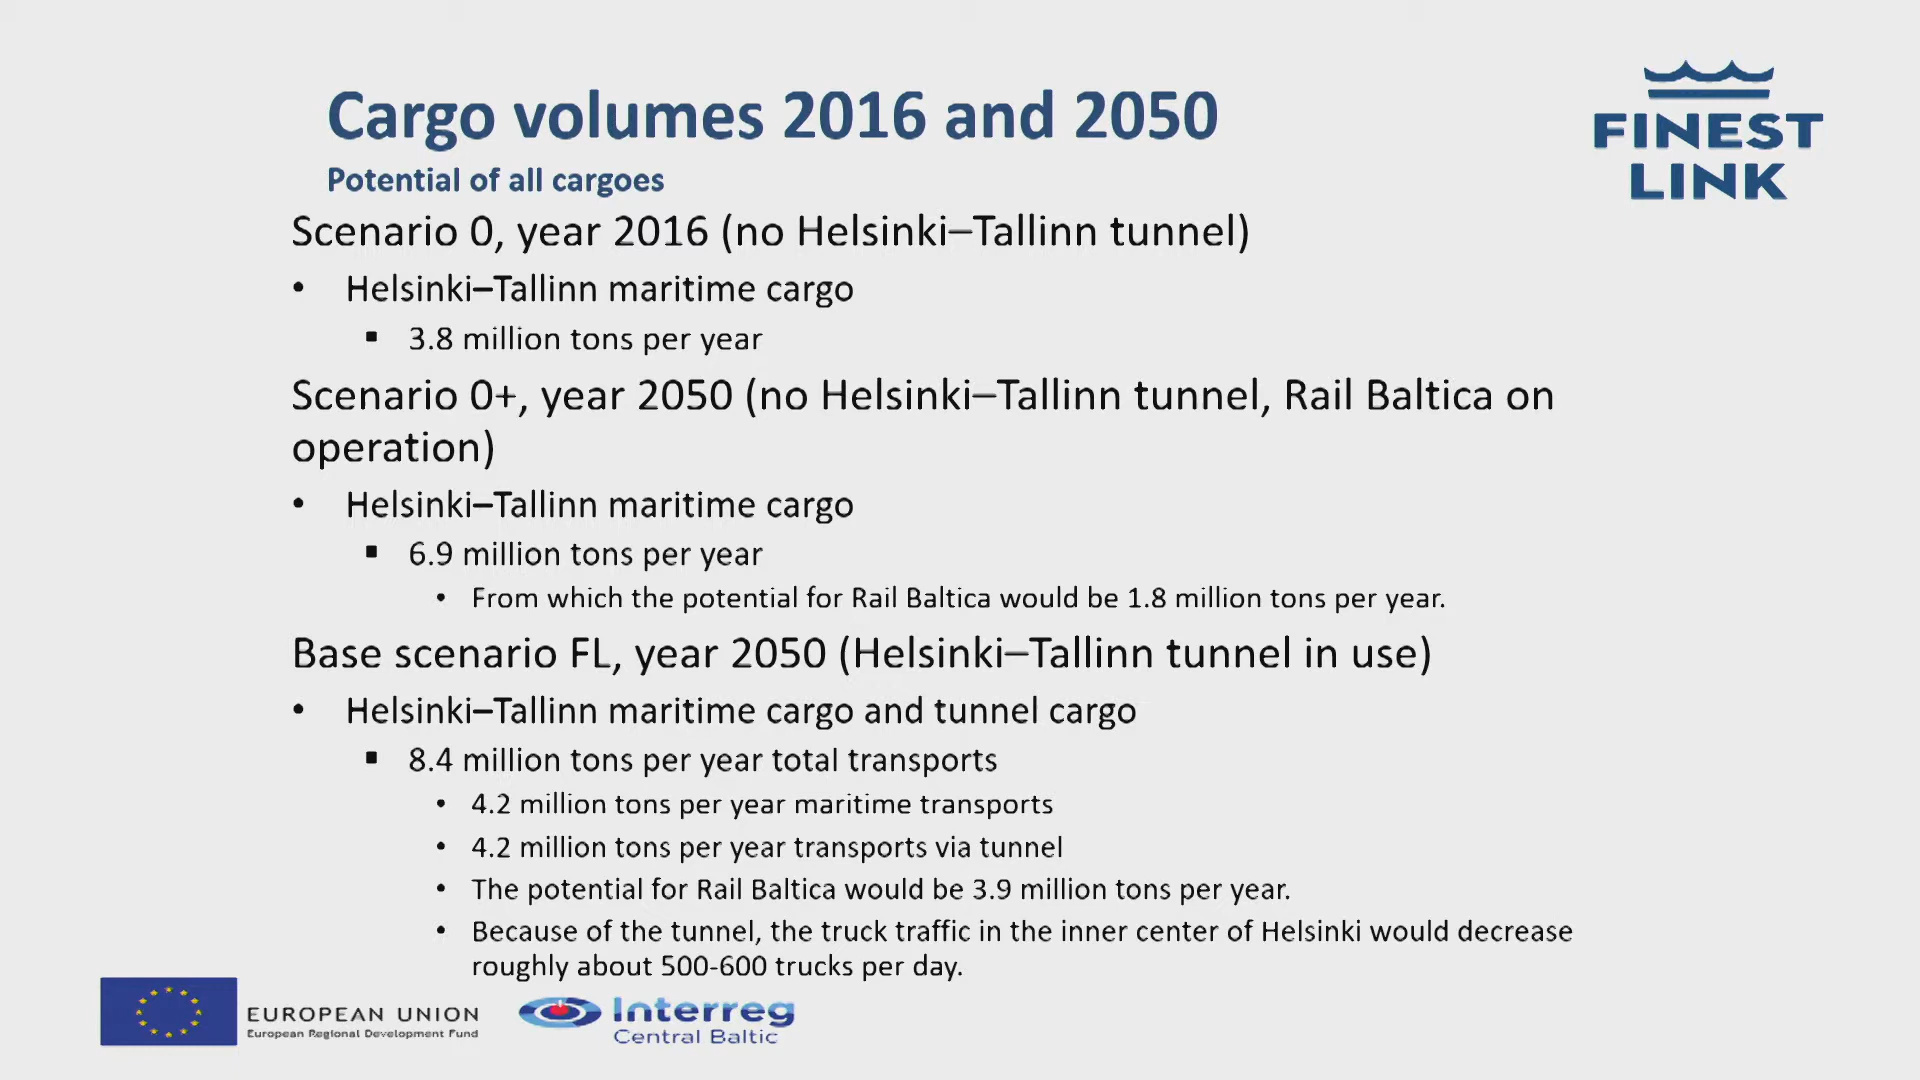 Cargo volumes 2016 and 2050
Potential of all cargoes
FINEST
LINK
Scenario 0, year 2016 (no Helsinki–Tallinn tunnel)
• Helsinki–Tallinn maritime cargo
▪ 3.8 million tons per year
Scenario 0+, year 2050 (no Helsinki–Tallinn tunnel, Rail Baltica on
operation)
• Helsinki–Tallinn maritime cargo
▪ 6.9 million tons per year
• From which the potential for Rail Baltica would be 1.8 million tons per year.
Base scenario FL, year 2050 (Helsinki–Tallinn tunnel in use)
• Helsinki–Tallinn maritime cargo and tunnel cargo
▪ 8.4 million tons per year total transports
• 4.2 million tons per year maritime transports
• 4.2 million tons per year transports via tunnel
• The potential for Rail Baltica would be 3.9 million tons per year.
• Because of the tunnel, the truck traffic in the inner center of Helsinki would decrease
roughly about 500-600 trucks per day.
EUROPEAN UNION
European Regional Development Fund
Interreg
Central Baltic